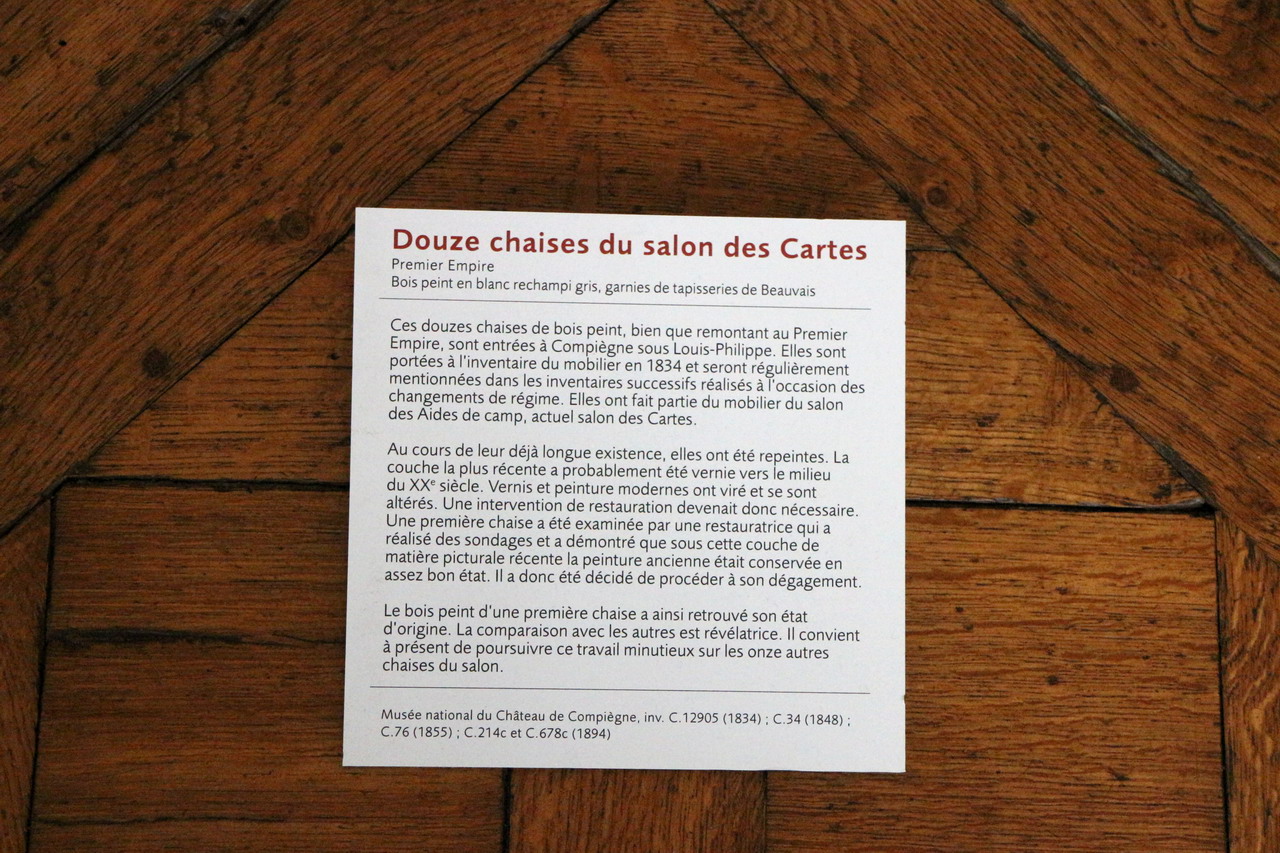 Douze chaises du salon des Cartes
Premier Empire
Bois peint en blanc rechampi gris, garnies de tapisseries de Beauvais
Ces douzes chaises de bois peint, bien que remontant au Premier
Empire, sont entrées à Compiègne sous Louis-Philippe. Elles sont
portées à l'inventaire du mobilier en 1834 et seront régulièrement
mentionnées dans les inventaires successifs réalisés à l'occasion des
changements de régime. Elles ont fait partie du mobilier du salon
des Aides de camp, actuel salon des Cartes.
Au cours de leur déjà longue existence, elles ont été repeintes. La
couche la plus récente a probablement été vernie vers le milieu
du XXe siècle. Vernis et peinture modernes ont viré et se sont
altérés. Une intervention de restauration devenait donc nécessaire.
Une première chaise a été examinée par une restauratrice qui a
réalisé des sondages et a démontré que sous cette couche de
matière picturale récente la peinture ancienne était conservée en
assez bon état. Il a donc été décidé de procéder à son dégagement.
Le bois peint d'une première chaise a ainsi retrouvé son état
d'origine. La comparaison avec les autres est révélatrice. Il convient
à présent de poursuivre ce travail minutieux sur les onze autres
chaises du salon.
Musée national du Château de Compiègne, inv. C.12905 (1834) ; C.34 (1848) ;
C.76 (1855) ; C.214c et C.678c (1894)